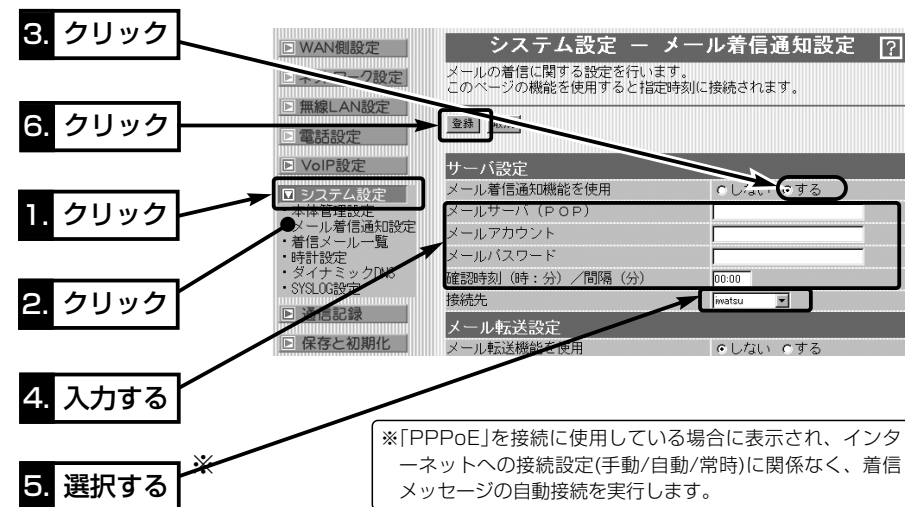 3. クリック
6. クリック
1. クリック
2. クリック
4. 入力する
5. 選択する
※
WAN側設定
ネットワーク設定
無線LAN設定
電話設定
VoIP設定
システム設定
・本体管理設定
メール着信通知設定
・着信メール一覧
・時計設定
・ダイナミックDNS
・SYSLOG設定
通信記録
保存と初期化
システム設定 － メール着信通知設定 ?
メールの着信に関する設定を行います。
このページの機能を使用すると指定時刻に接続されます。
登録
サーバ設定
メール着信通知機能を使用 しない する
メールサーバ（ＰＯＰ）
メールアカウント
メールパスワード
確認時刻（時：分）／間隔（分） 00:00
接続先 iwatsu
メール転送設定
メール転送機能を使用 しない する
※「PPPoE」を接続に使用している場合に表示され、インタ
ーネットへの接続設定(手動/自動/常時)に関係なく、着信
メッセージの自動接続を実行します。